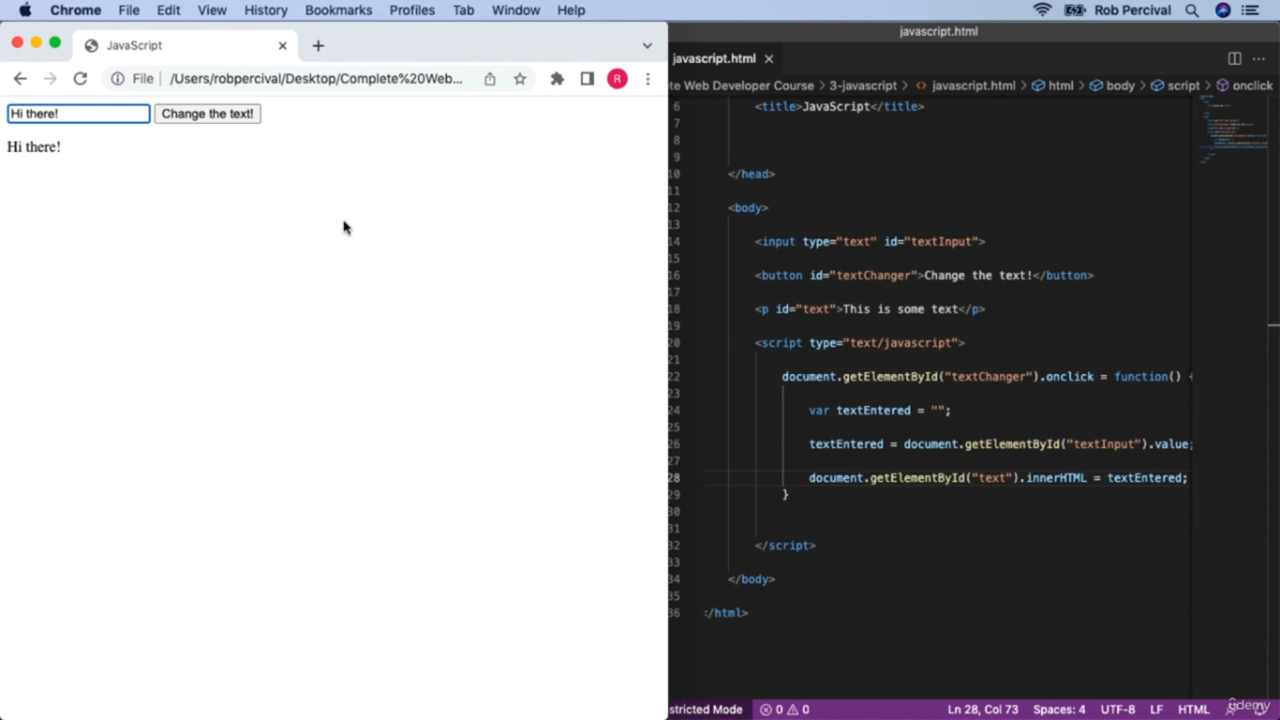 Chrome File Edit View History Bookmarks Profiles Tab Window Help Rob Percival
JavaScript
File /Users/robpercival/Desktop/Complete%20Web...
R
Hi there! Change the text!
Hi there!
javascript.html
javascript.html
te Web Developer Course > 3-javascript > javascript.html > html > body > script > onclick
6 <title>JavaScript</title>
7
8
9
10 </head>
11
12 <body>
13
14 <input type="text" id="textInput">
15
16 <button id="textChanger">Change the text!</button>
17
18 <p id="text">This is some text</p>
19
20 <script type="text/javascript">
21
22 document.getElementById("textChanger").onclick = function() {
23
24 var textEntered = "";
25
26 textEntered = document.getElementById("textInput").value;
27
28 document.getElementById("text").innerHTML = textEntered;
29 }
30
31
32 </script>
33
34 </body>
35
36 </html>
stricted Mode 0 0 Ln 28, Col 73 Spaces: 4 UTF-8 LF HTML
ûdemy